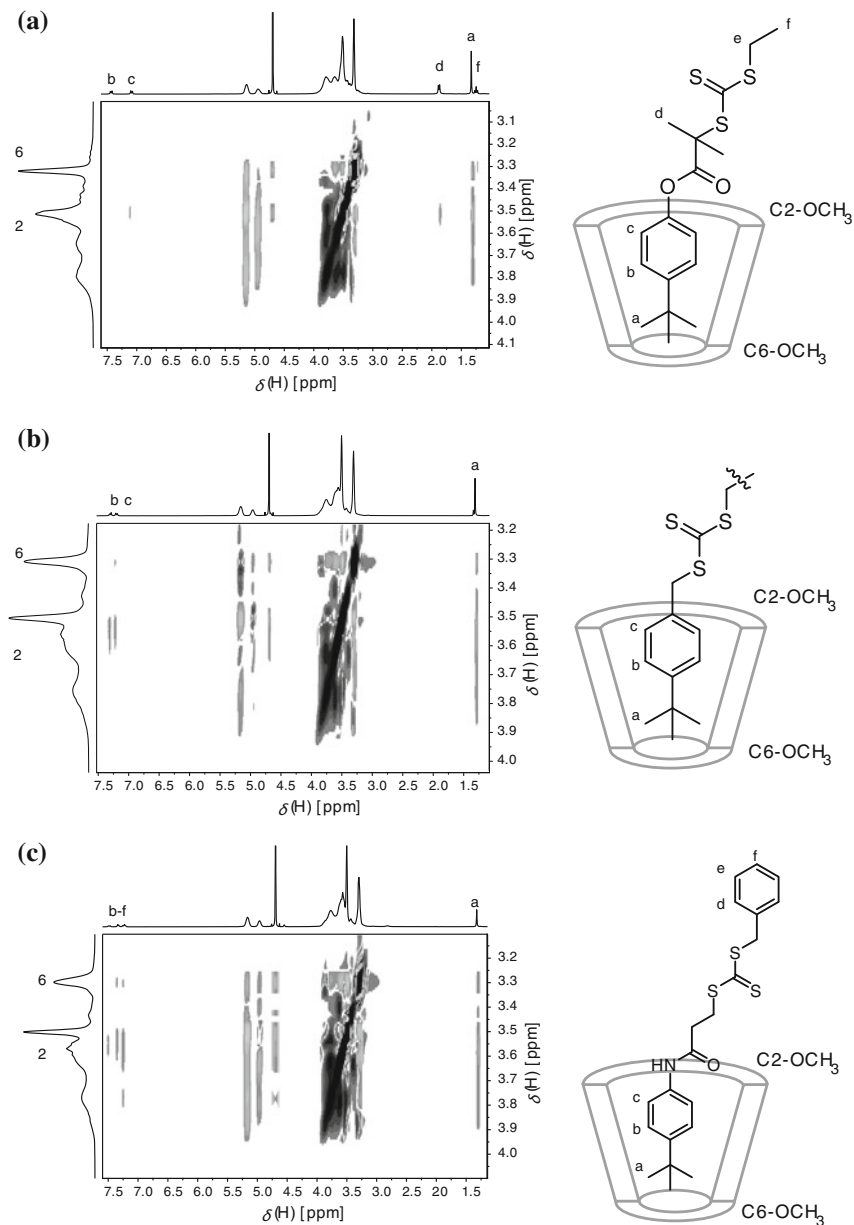 (a)
b
c
d
a
f
6
2
3.1
3.2
3.3
3.4
3.5
3.6
3.7
3.8
3.9
4.0
4.1
δ(H) [ppm]
7.5 7.0 6.5 6.0 5.5 5.0 4.5 4.0 3.5 3.0 2.5 2.0 1.5
δ(H) [ppm]
f
e
S
S
S
d
O
O
C2-OCH₃
c
b
a
C6-OCH₃
(b)
b c
a
6
2
3.2
3.3
3.4
3.5
3.6
3.7
3.8
3.9
4.0
δ(H) [ppm]
7.5 7.0 6.5 6.0 5.5 5.0 4.5 4.0 3.5 3.0 2.5 2.0 1.5
δ(H) [ppm]
S
S
S
C2-OCH₃
c
b
a
C6-OCH₃
(c)
b-f
a
6
2
3.2
3.3
3.4
3.5
3.6
3.7
3.8
3.9
4.0
δ(H) [ppm]
7.5 7.0 6.5 6.0 5.5 5.0 4.5 4.0 3.5 3.0 2.5 2.0 1.5
δ(H) [ppm]
f
e
d
S
S
S
HN
O
C2-OCH₃
c
b
a
C6-OCH₃